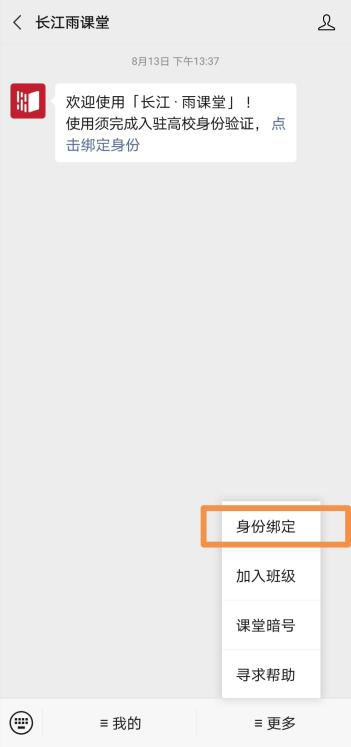 长江雨课堂
8月13日 下午13:37
欢迎使用「长江 · 雨课堂」！
使用须完成入驻高校身份验证，点
击绑定身份
身份绑定
加入班级
课堂暗号
寻求帮助
≡ 我的
≡ 更多